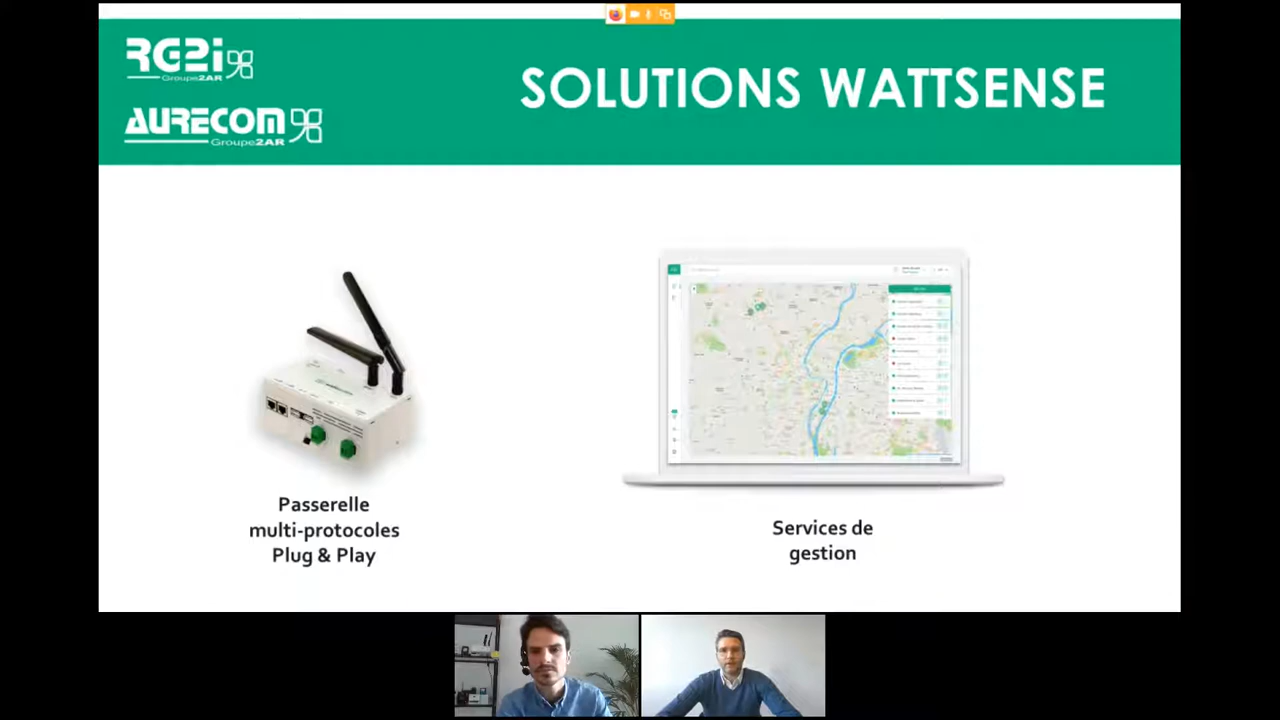 RG2i
Groupe2AR
AURECOM
Groupe2AR
SOLUTIONS WATTSENSE
Passerelle
multi-protocoles
Plug & Play
Services de
gestion